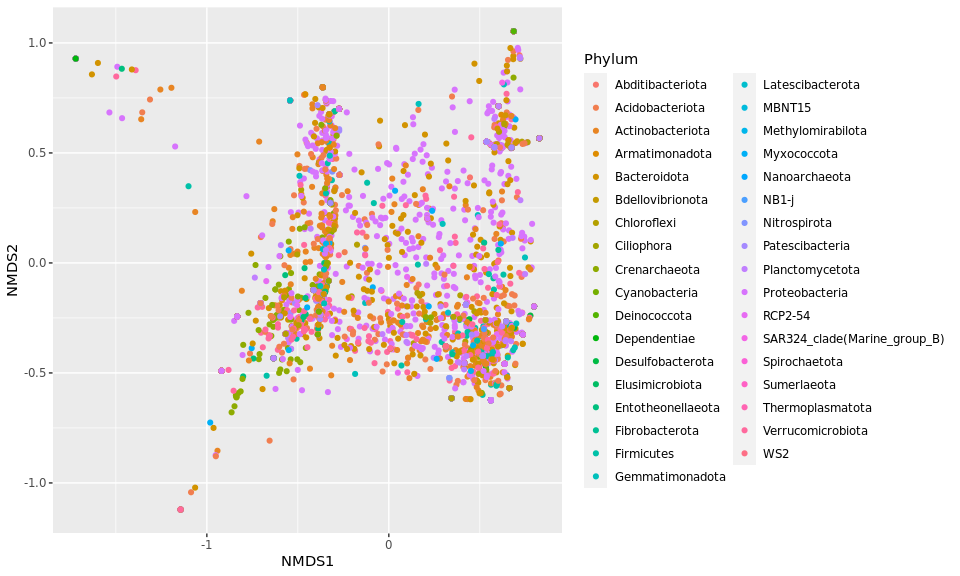 Phylum
Abditibacteriota
Acidobacteriota
Actinobacteriota
Armatimonadota
Bacteroidota
Bdellovibrionota
Chloroflexi
Ciliophora
Crenarchaeota
Cyanobacteria
Deinococcota
Dependentiae
Desulfobacterota
Elusimicrobiota
Entotheonellaeota
Fibrobacterota
Firmicutes
Gemmatimonadota
Latescibacterota
MBNT15
Methylomirabilota
Myxococcota
Nanoarchaeota
NB1-j
Nitrospirota
Patescibacteria
Planctomycetota
Proteobacteria
RCP2-54
SAR324_clade(Marine_group_B)
Spirochaetota
Sumerlaeota
Thermoplasmatota
Verrucomicrobiota
WS2
NMDS2
1.0
0.5
0.0
-0.5
-1.0
-1
0
NMDS1